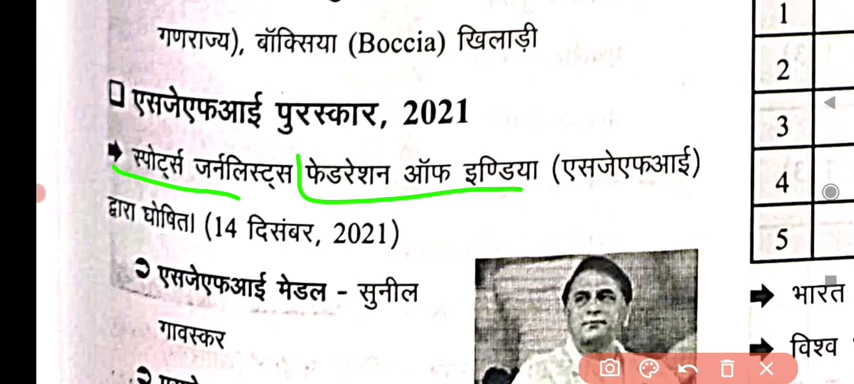 गणराज्य), बॉक्सिया (Boccia) खिलाड़ी
एसजेएफआई पुरस्कार, 2021
स्पोर्ट्स जर्नलिस्ट्स फेडरेशन ऑफ इण्डिया (एसजेएफआई)
द्वारा घोषित। (14 दिसंबर, 2021)
एसजेएफआई मेडल - सुनील
गावस्कर
1
2
3
4
5
भारत
विश्व